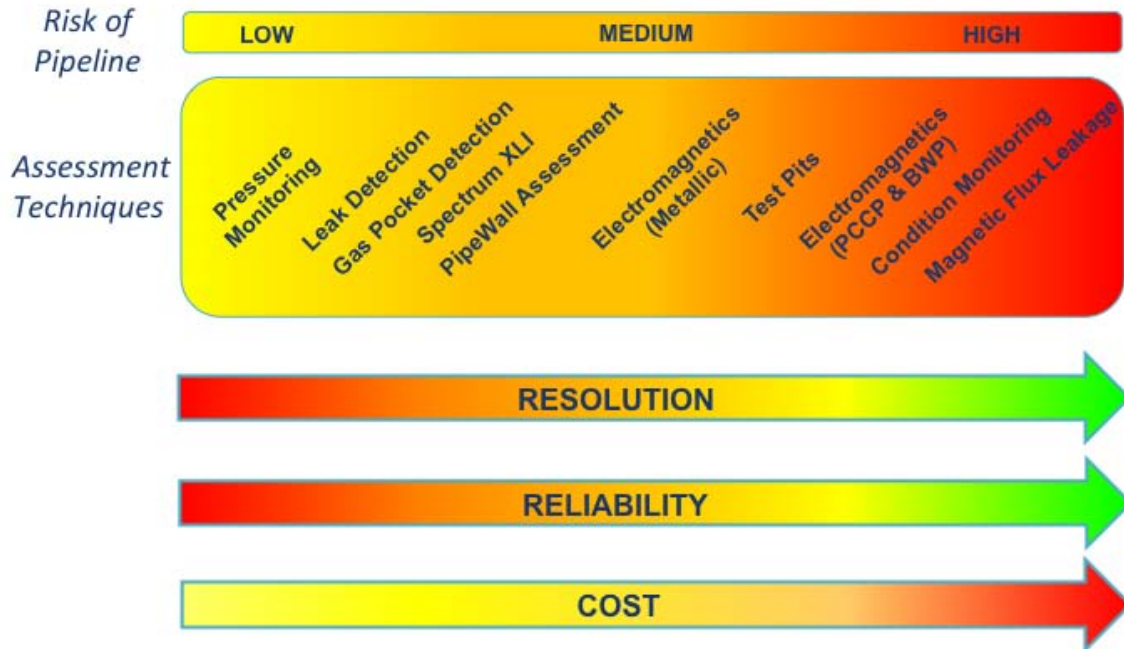 Risk of
Pipeline
LOW
MEDIUM
HIGH
Assessment
Techniques
Pressure
Monitoring
Leak Detection
Gas Pocket Detection
Spectrum XLI
PipeWall Assessment
Electromagnetics
(Metallic)
Test Pits
Electromagnetics
(PCCP & BWP)
Condition Monitoring
Magnetic Flux Leakage
RESOLUTION
RELIABILITY
COST